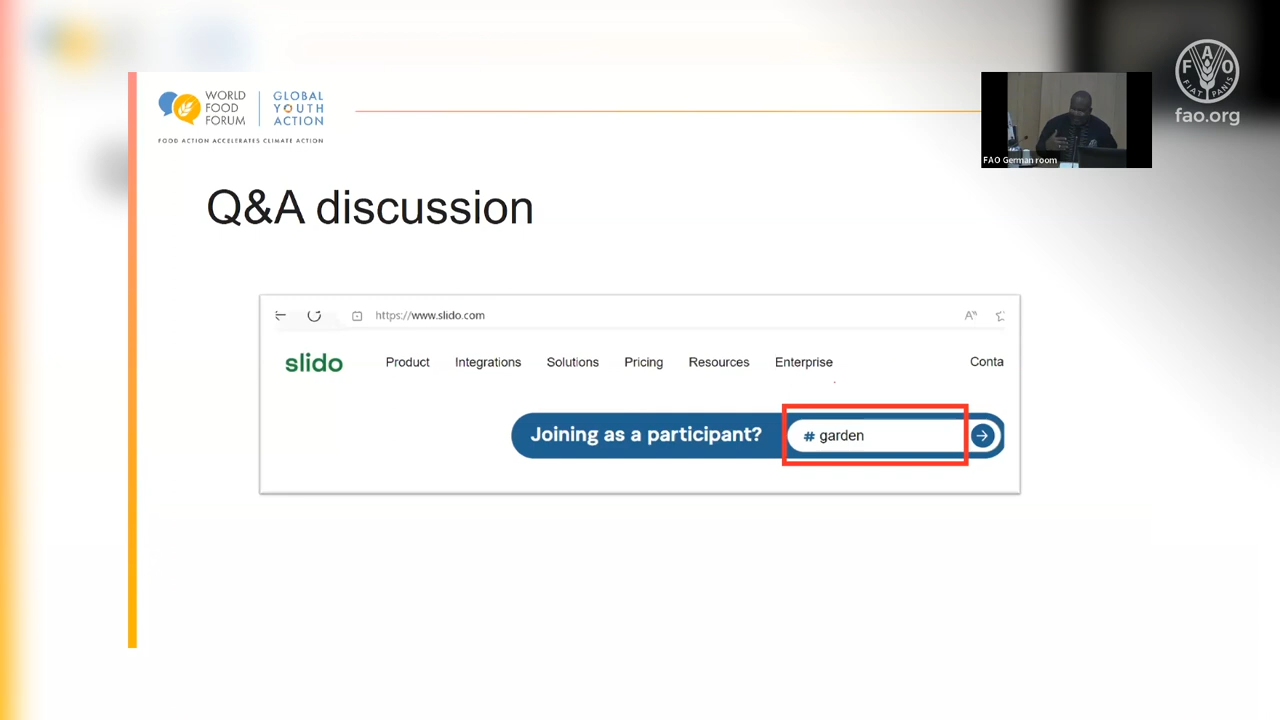 WORLD FOOD FORUM
GLOBAL YOUTH ACTION
FOOD ACTION ACCELERATES CLIMATE ACTION
FAO German room
FAO
FIAT PANIS
fao.org
Q&A discussion
https://www.slido.com
A
slido Product Integrations Solutions Pricing Resources Enterprise Conta
Joining as a participant? # garden